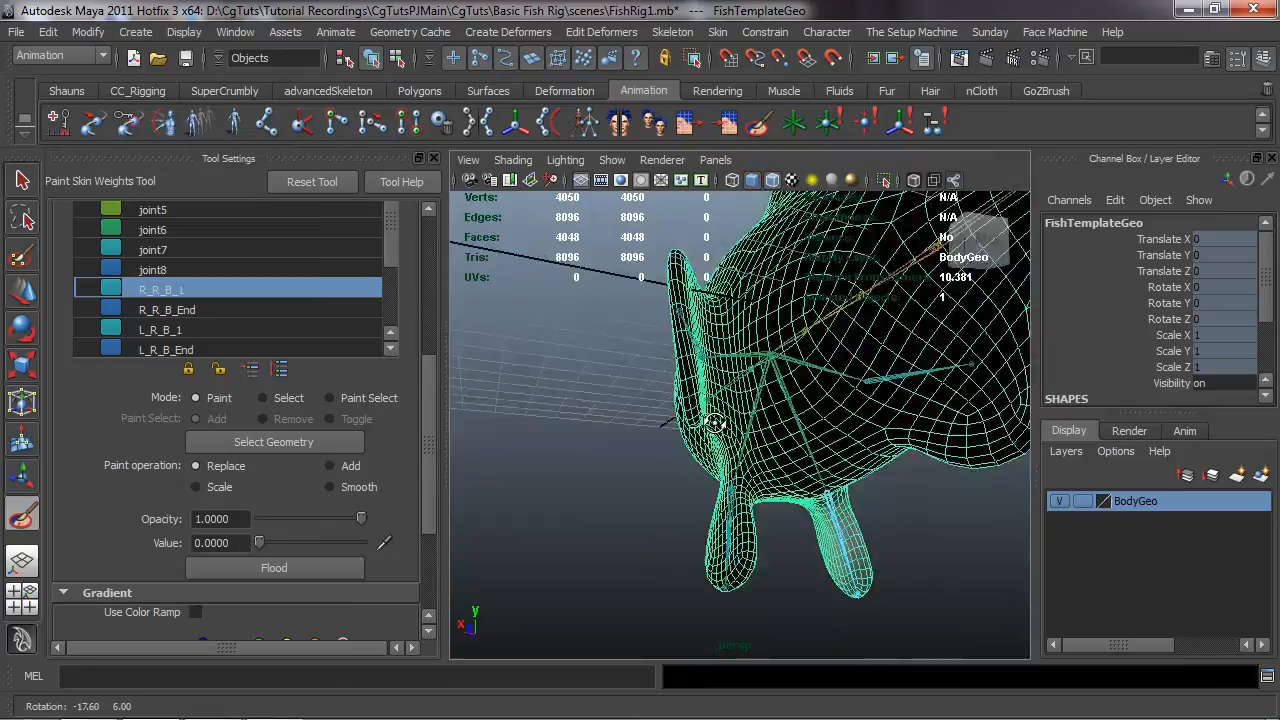 Autodesk Maya 2011 Hotfix 3 x64: D:\CgTuts\Tutorial Recordings\CgTutsPJMain\CgTuts\Basic Fish Rig\scenes\FishRig1.mb* --- FishTemplateGeo
File Edit Modify Create Display Window Assets Animate Geometry Cache Create Deformers Edit Deformers Skeleton Skin Constrain Character The Setup Machine Sunday Face Machine Help
Animation Objects
Shauns CC_Rigging SuperCrumbly advancedSkeleton Polygons Surfaces Deformation Animation Rendering Muscle Fluids Fur Hair nCloth GoZBrush
Tool Settings
Paint Skin Weights Tool Reset Tool Tool Help
joint5
joint6
joint7
joint8
R_R_B_1
R_R_B_End
L_R_B_1
L_R_B_End
Mode: Paint Select Paint Select
Paint Select: Add Remove Toggle
Select Geometry
Paint operation: Replace Add
Scale Smooth
Opacity: 1.0000
Value: 0.0000
Flood
Gradient
Use Color Ramp
View Shading Lighting Show Renderer Panels
Verts: 4050 4050 0 N/A
Edges: 8096 8096 0 N/A
Faces: 4048 4048 0 No
Tris: 8096 8096 0 BodyGeo
UVs: 0 0 0 10.381
1
y
x
persp
Channel Box / Layer Editor
Channels Edit Object Show
FishTemplateGeo
Translate X 0
Translate Y 0
Translate Z 0
Rotate X 0
Rotate Y 0
Rotate Z 0
Scale X 1
Scale Y 1
Scale Z 1
Visibility on
SHAPES
Display Render Anim
Layers Options Help
V BodyGeo
MEL
Rotation: -17.60 6.00